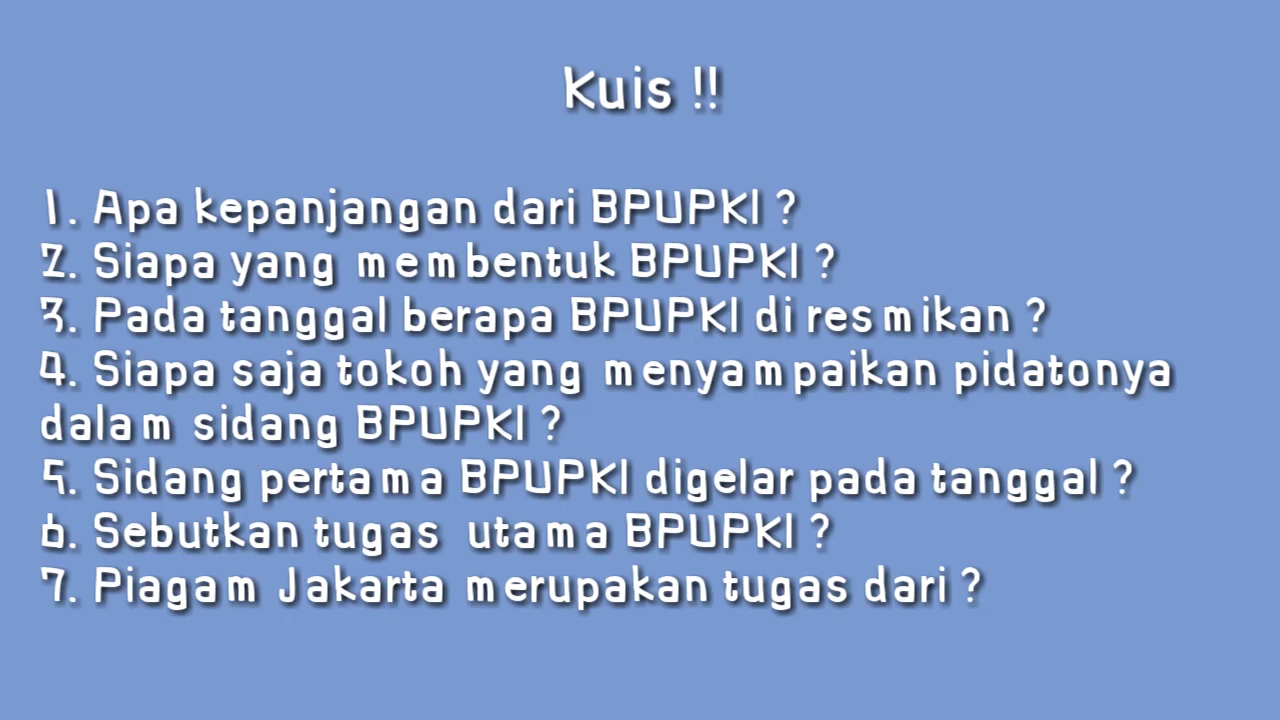 Kuis !!
1. Apa kepanjangan dari BPUPKI ?
2. Siapa yang membentuk BPUPKI ?
3. Pada tanggal berapa BPUPKI di resmikan ?
4. Siapa saja tokoh yang menyampaikan pidatonya
dalam sidang BPUPKI ?
5. Sidang pertama BPUPKI digelar pada tanggal ?
6. Sebutkan tugas utama BPUPKI ?
7. Piagam Jakarta merupakan tugas dari ?